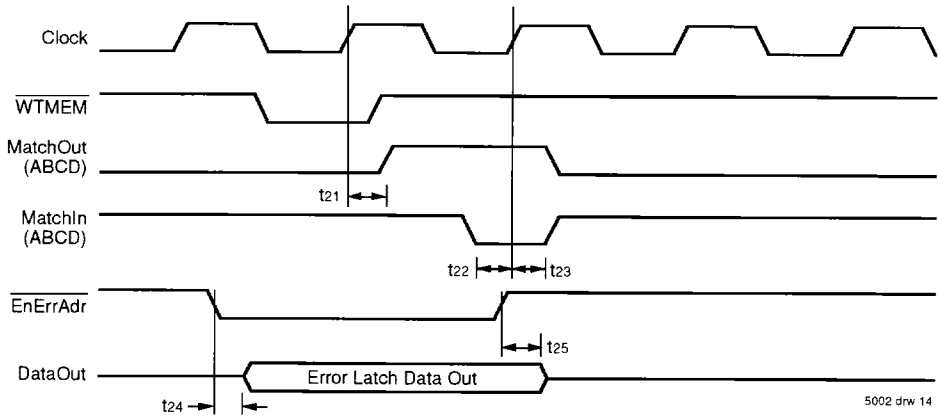 Clock
WTMEM
MatchOut
(ABCD)
t21
MatchIn
(ABCD)
t22
t23
EnErrAdr
t25
DataOut
Error Latch Data Out
t24
5002 drw 14